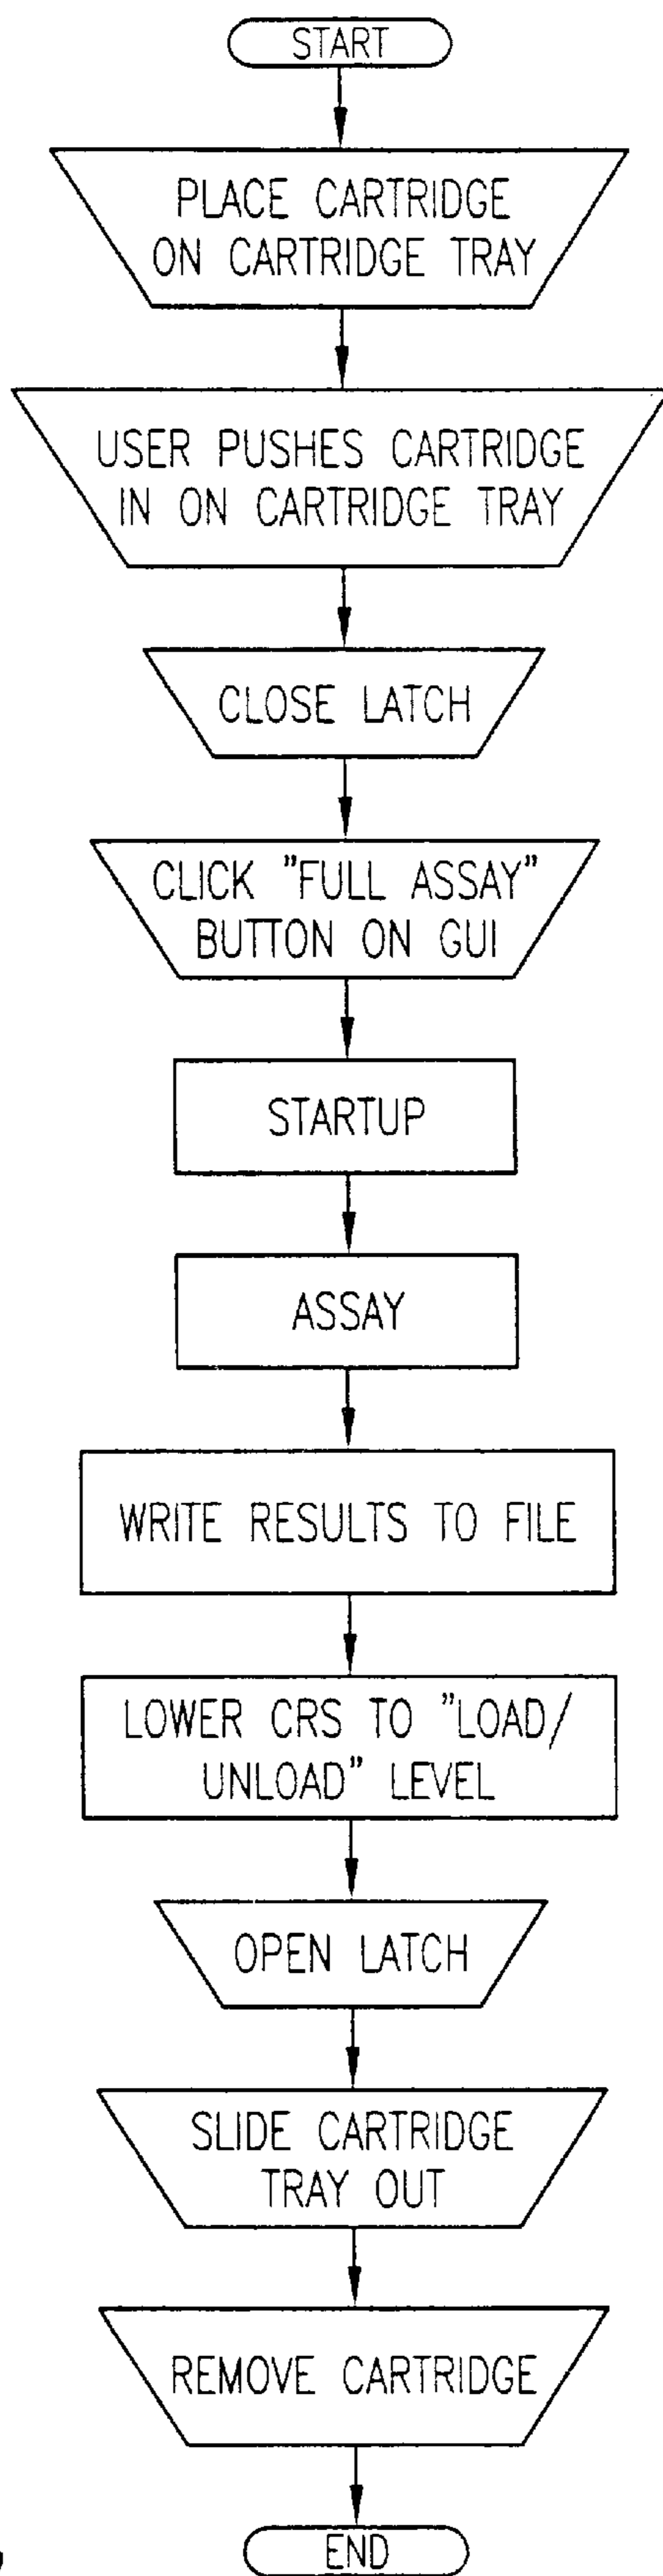 START
PLACE CARTRIDGE
ON CARTRIDGE TRAY
USER PUSHES CARTRIDGE
IN ON CARTRIDGE TRAY
CLOSE LATCH
CLICK "FULL ASSAY"
BUTTON ON GUI
STARTUP
ASSAY
WRITE RESULTS TO FILE
LOWER CRS TO "LOAD/
UNLOAD" LEVEL
OPEN LATCH
SLIDE CARTRIDGE
TRAY OUT
REMOVE CARTRIDGE
END